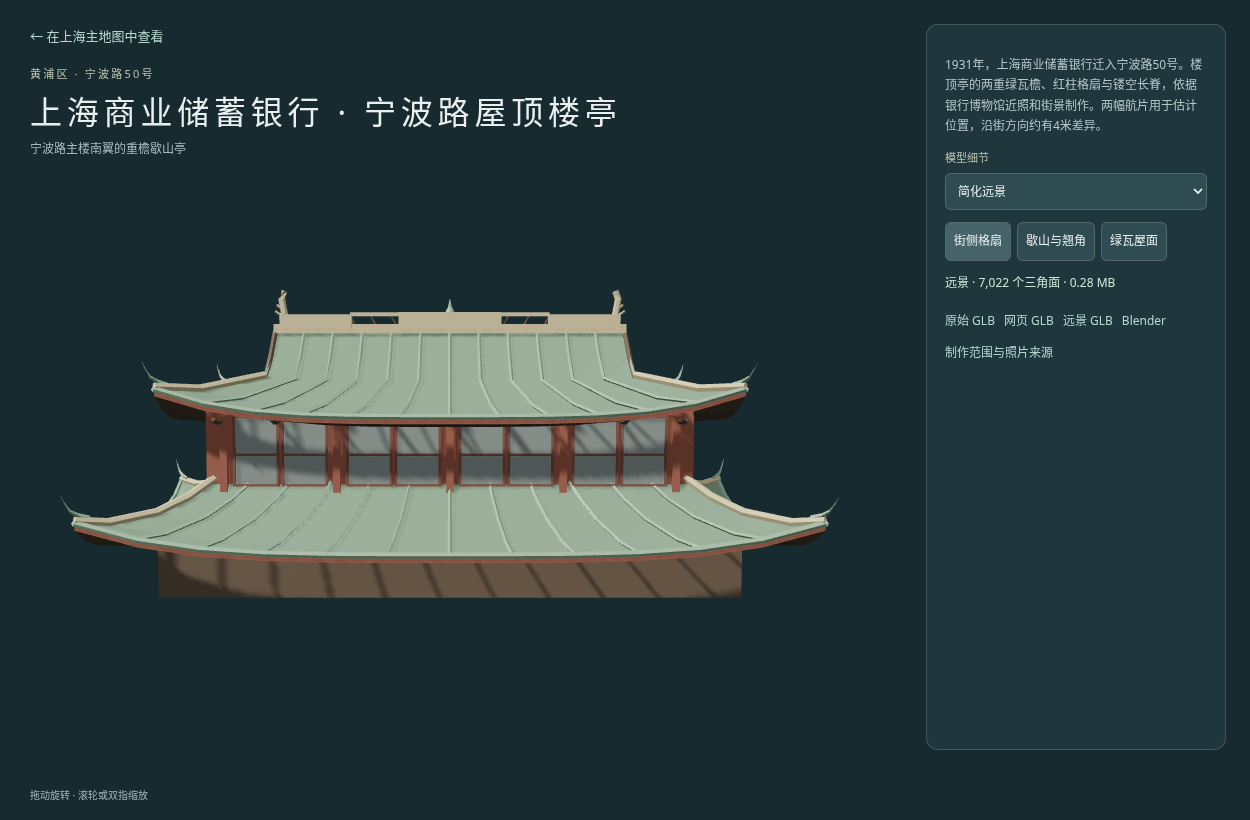 ← 在上海主地图中查看
黄浦区 · 宁波路50号
上海商业储蓄银行 · 宁波路屋顶楼亭
宁波路主楼南翼的重檐歇山亭
1931年，上海商业储蓄银行迁入宁波路50号。楼
顶亭的两重绿瓦檐、红柱格扇与镂空长脊，依据
银行博物馆近照和街景制作。两幅航片用于估计
位置，沿街方向约有4米差异。
模型细节
简化远景
街侧格扇 歇山与翘角 绿瓦屋面
远景 · 7,022 个三角面 · 0.28 MB
原始 GLB 网页 GLB 远景 GLB Blender
制作范围与照片来源
拖动旋转 · 滚轮或双指缩放